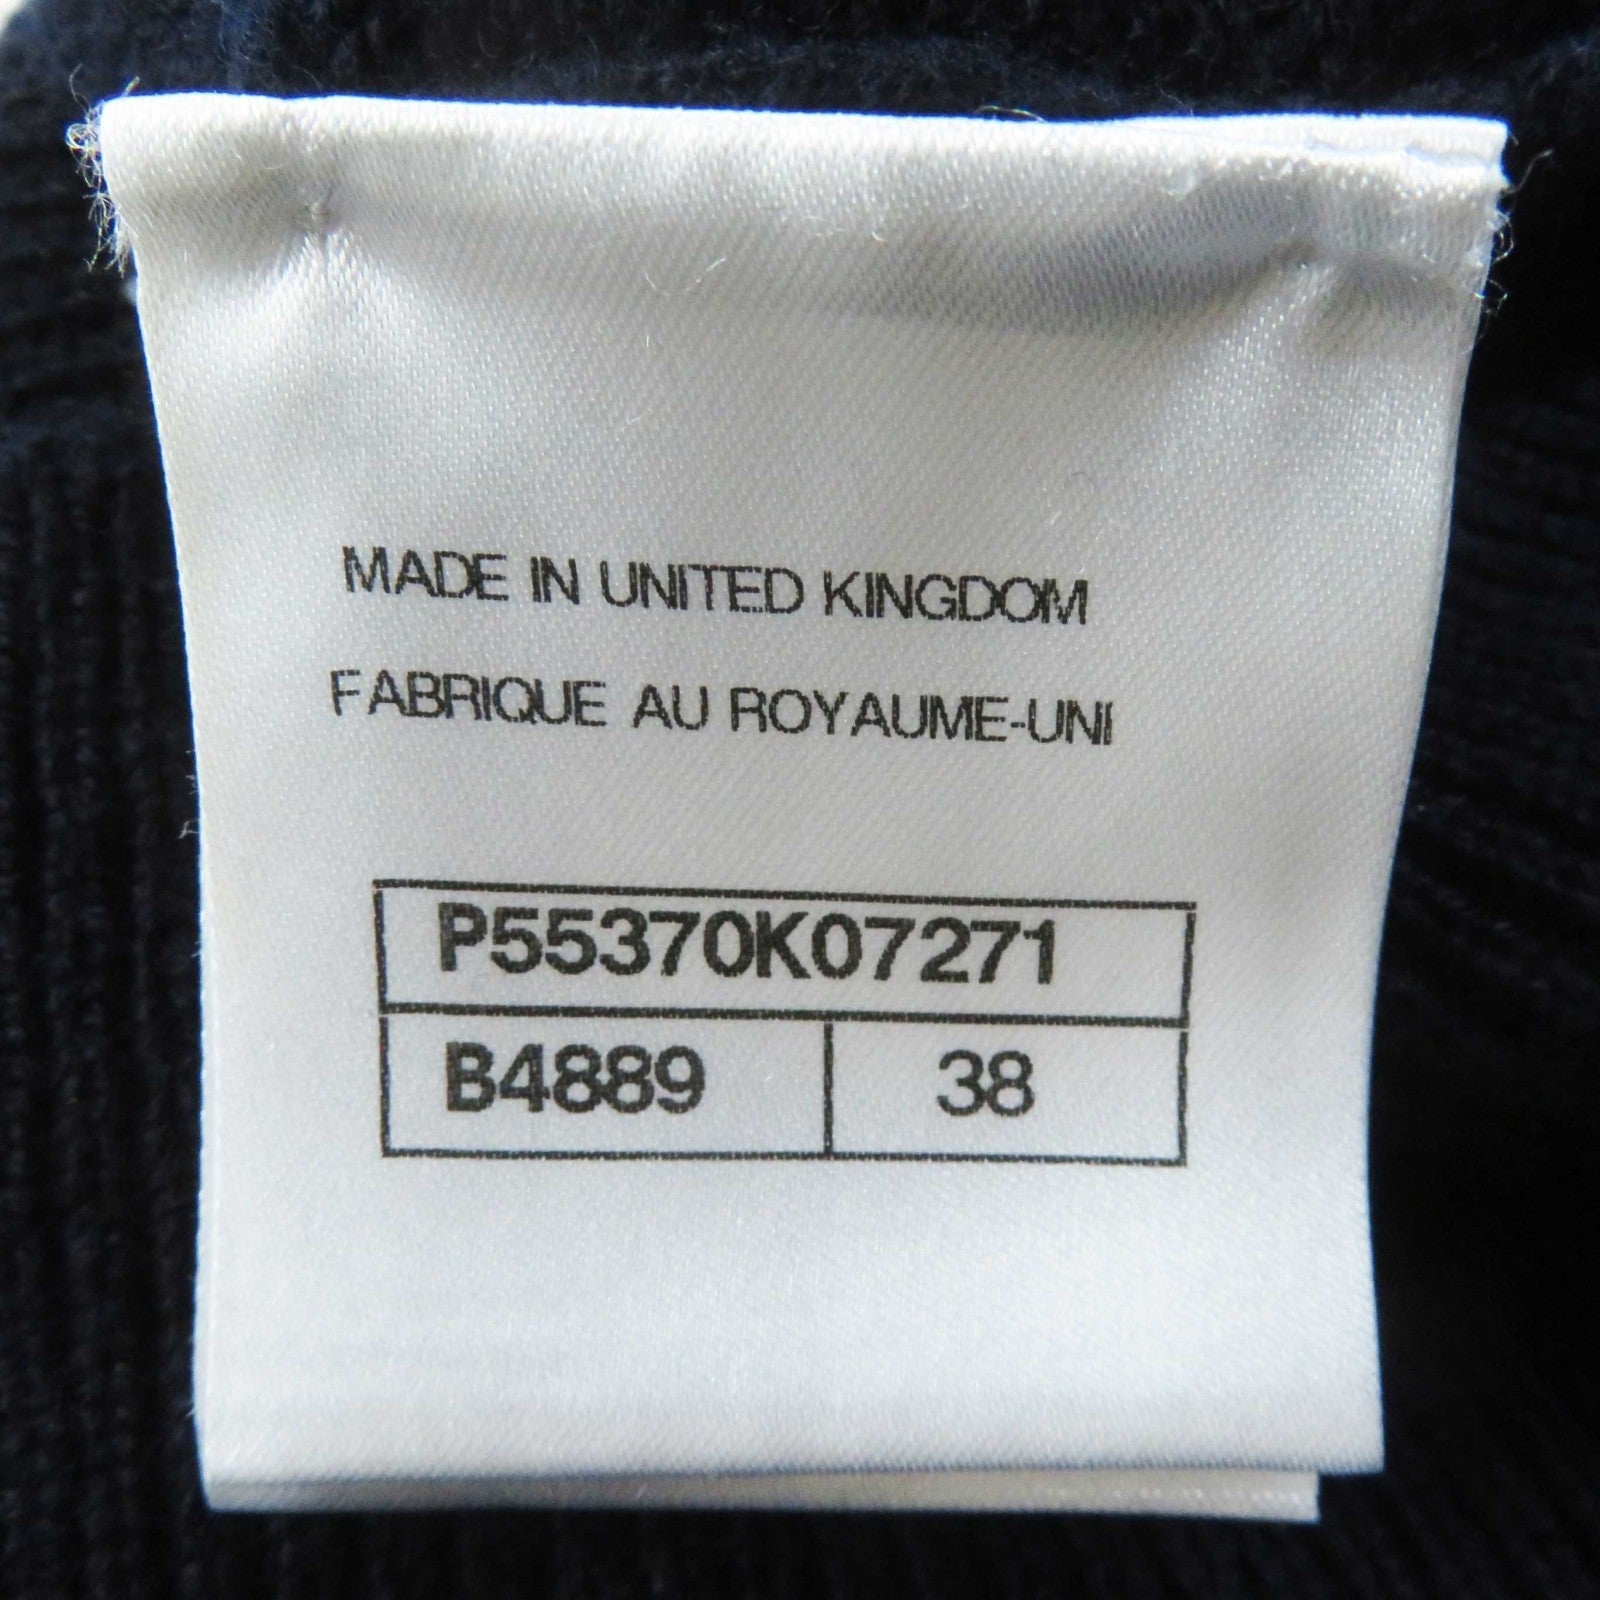 MADE IN UNITED KINGDOM
FABRIQUE AU ROYAUME-UNI
P55370K07271
B4889 38